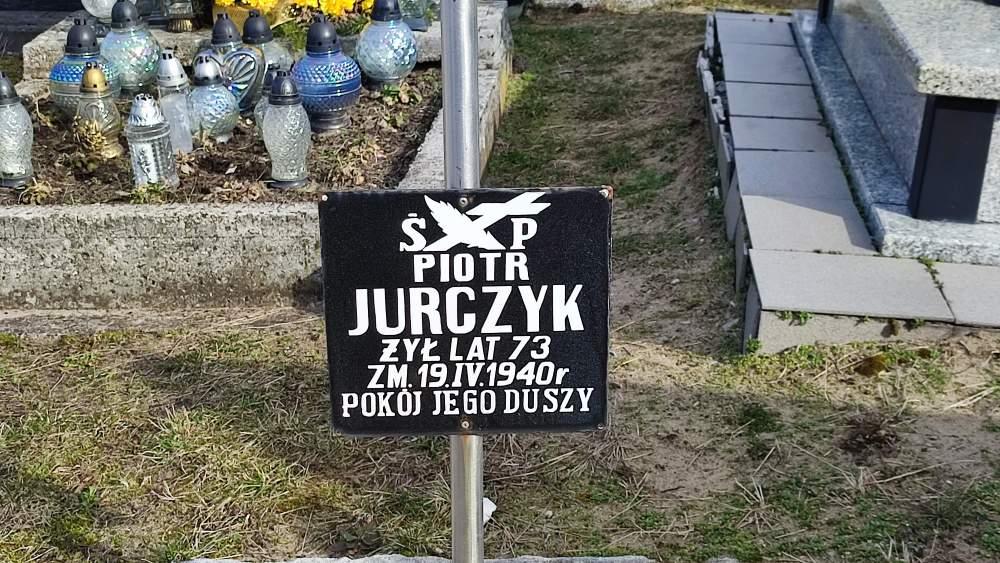 Ś P
PIOTR
JURCZYK
ŻYŁ LAT 73
ZM. 19.IV.1940r
POKÓJ JEGO DUSZY